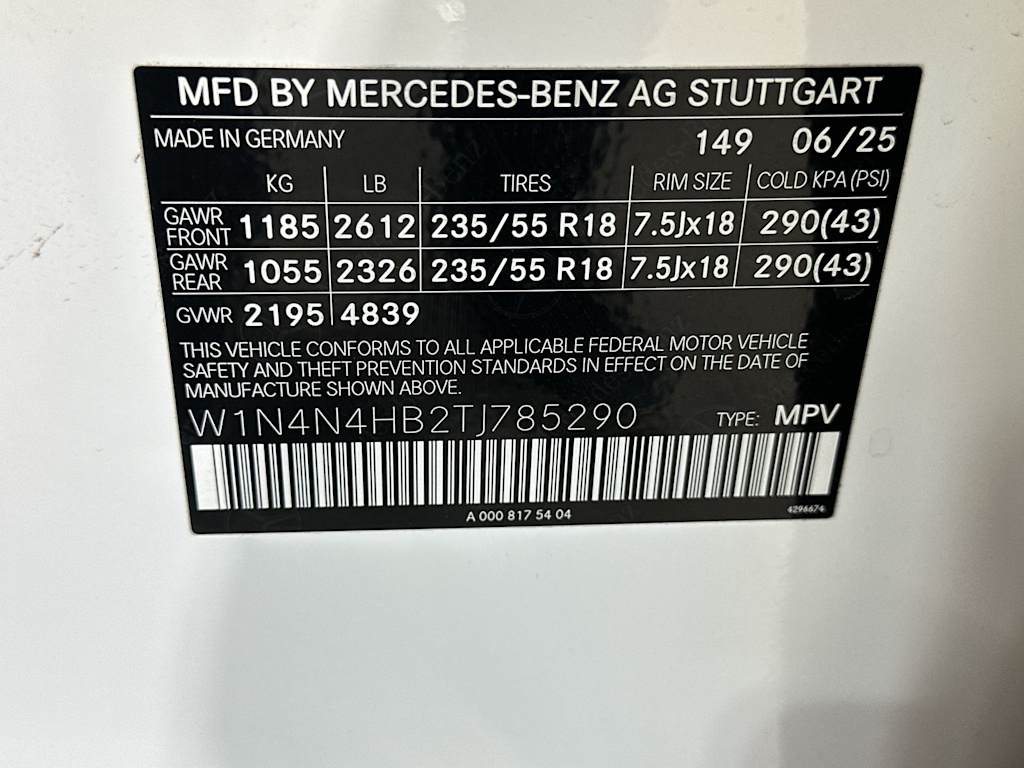 MFD BY MERCEDES-BENZ AG STUTTGART
MADE IN GERMANY 149 06/25
KG LB TIRES RIM SIZE COLD KPA (PSI)
GAWR FRONT 1185 2612 235/55 R18 7.5Jx18 290(43)
GAWR REAR 1055 2326 235/55 R18 7.5Jx18 290(43)
GVWR 2195 4839
THIS VEHICLE CONFORMS TO ALL APPLICABLE FEDERAL MOTOR VEHICLE
SAFETY AND THEFT PREVENTION STANDARDS IN EFFECT ON THE DATE OF
MANUFACTURE SHOWN ABOVE.
W1N4N4HB2TJ785290 TYPE: MPV
A 000 817 54 04 4296674